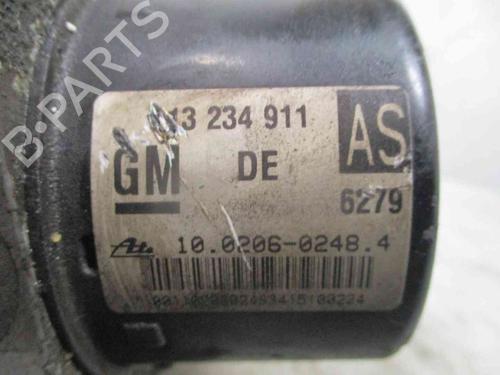 B-PARTS
13 234 911
AS
GM
DE
6279
Ate
10.0206-0248.4